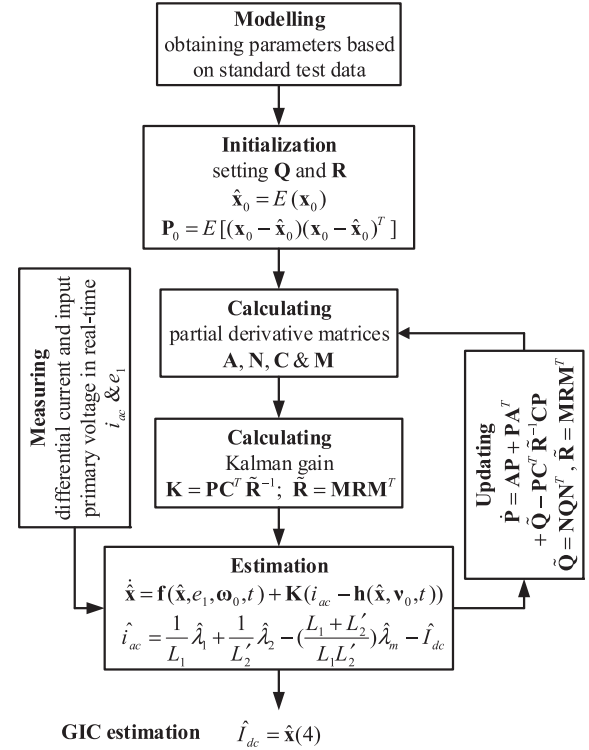 Modelling
obtaining parameters based
on standard test data
Initialization
setting Q and R
x̂₀ = E(x₀)
P₀ = E[(x₀ − x̂₀)(x₀ − x̂₀)ᵀ]
Measuring
differential current and input
primary voltage in real-time
i_ac & e₁
Calculating
partial derivative matrices
A, N, C & M
Calculating
Kalman gain
K = PCᵀ R̃⁻¹; R̃ = MRMᵀ
Estimation
x̂̇ = f(x̂, e₁, ω₀, t) + K(i_ac − h(x̂, ν₀, t))
î_ac = 1/L₁ λ̂₁ + 1/L₂′ λ̂₂ − ((L₁ + L₂′)/(L₁L₂′)) λ̂_m − Î_dc
Updating
Ṗ = AP + PAᵀ
+ Q̃ − PCᵀ R̃⁻¹CP
Q̃ = NQNᵀ, R̃ = MRMᵀ
GIC estimation Î_dc = x̂(4)